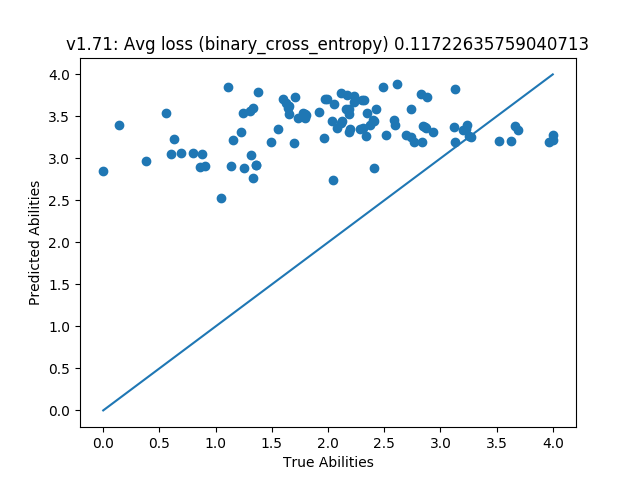 v1.71: Avg loss (binary_cross_entropy) 0.11722635759040713
4.0
3.5
3.0
2.5
2.0
1.5
1.0
0.5
0.0
Predicted Abilities
0.0 0.5 1.0 1.5 2.0 2.5 3.0 3.5 4.0
True Abilities